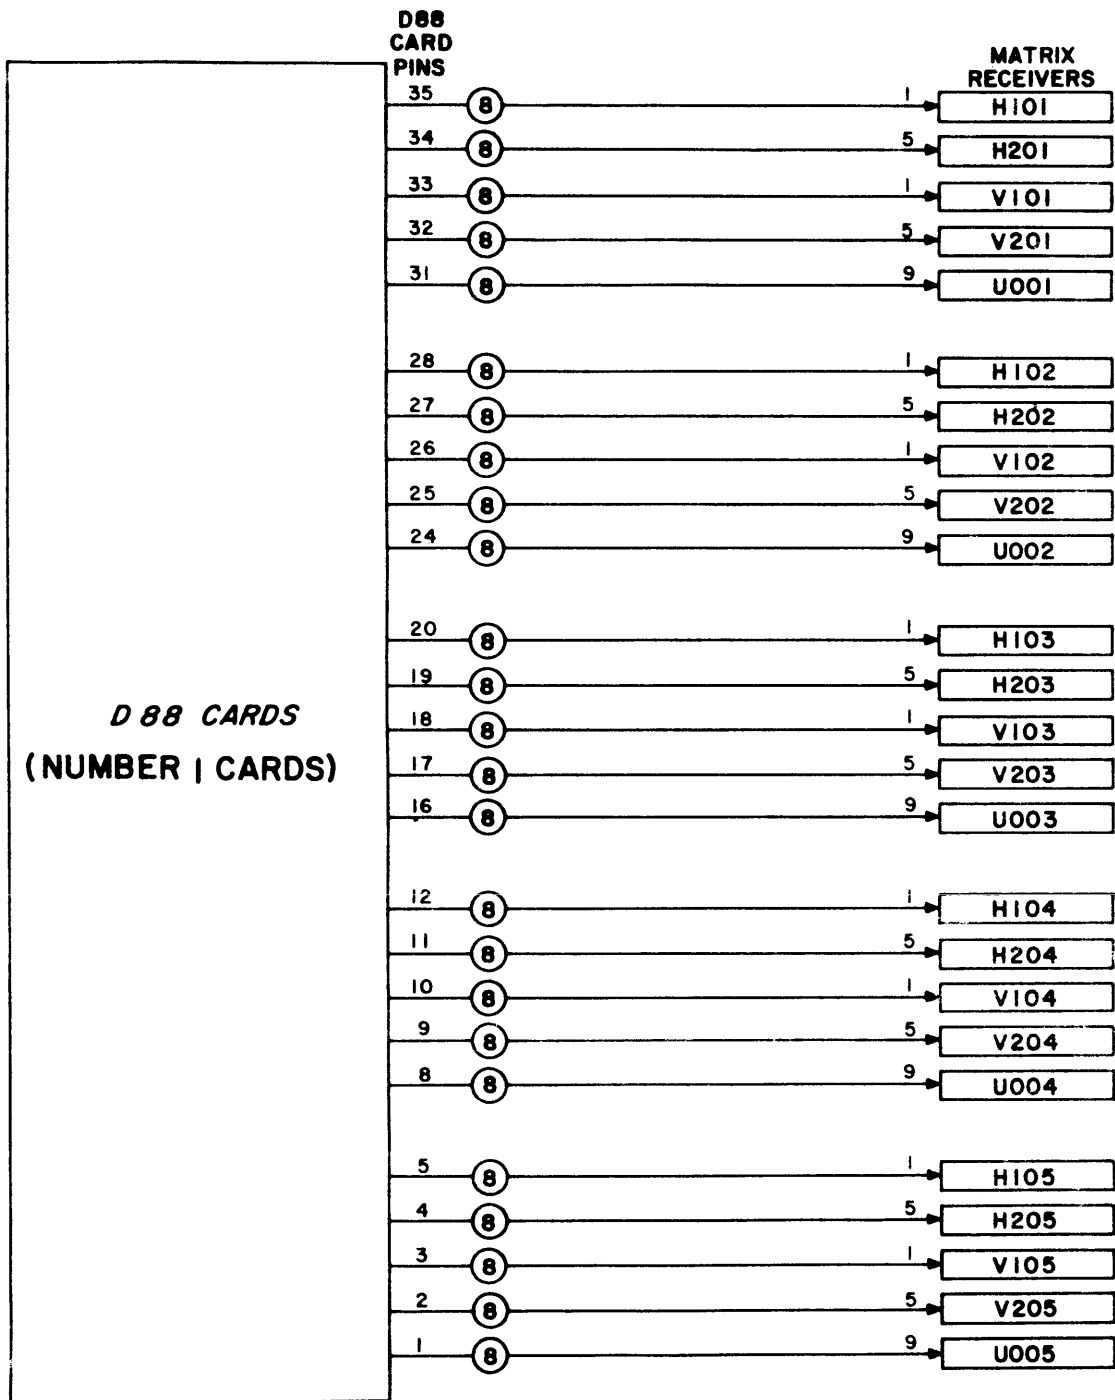 D88
CARD
PINS
MATRIX
RECEIVERS
35 8 1 H101
34 8 5 H201
33 8 1 V101
32 8 5 V201
31 8 9 U001
28 8 1 H102
27 8 5 H202
26 8 1 V102
25 8 5 V202
24 8 9 U002
20 8 1 H103
19 8 5 H203
D 88 CARDS
18 8 1 V103
(NUMBER 1 CARDS)
17 8 5 V203
16 8 9 U003
12 8 1 H104
11 8 5 H204
10 8 1 V104
9 8 5 V204
8 8 9 U004
5 8 1 H105
4 8 5 H205
3 8 1 V105
2 8 5 V205
1 8 9 U005